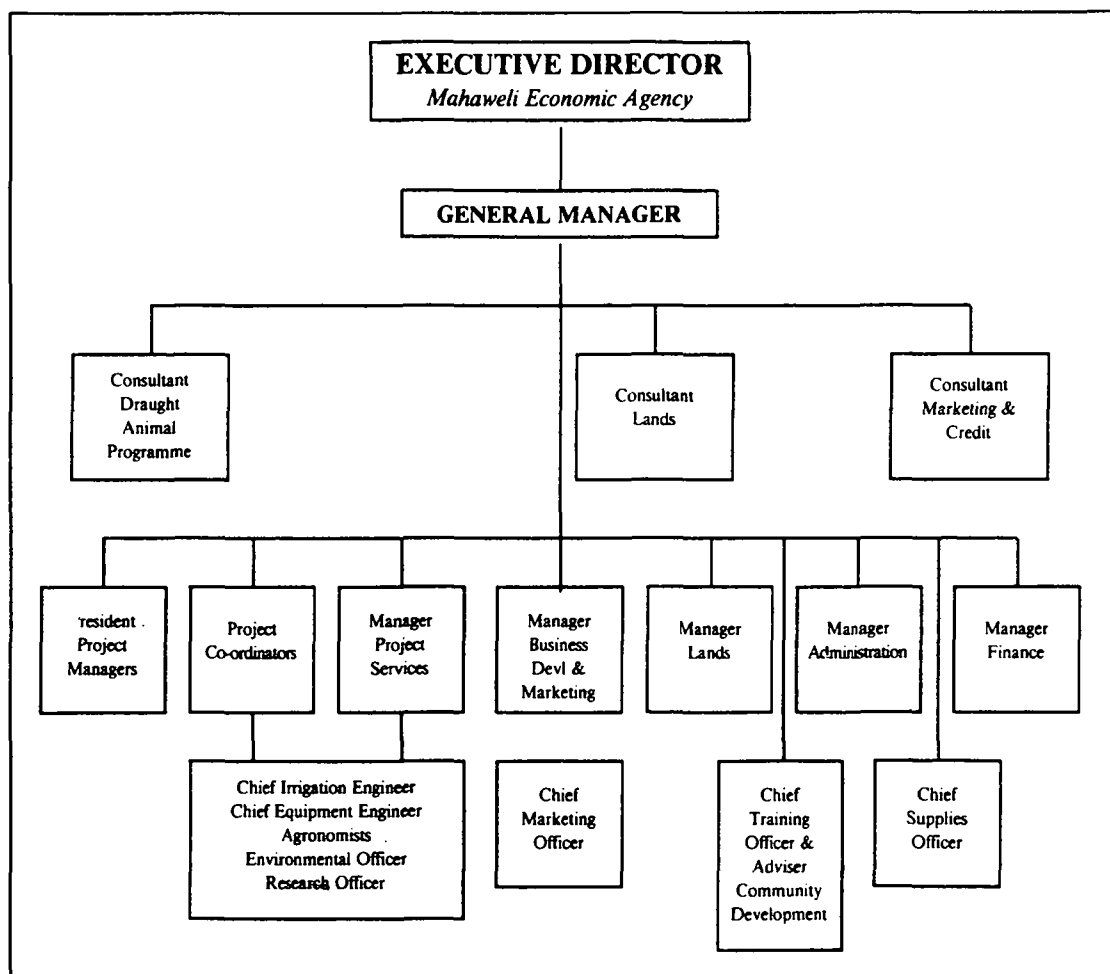 EXECUTIVE DIRECTOR
Mahaweli Economic Agency
GENERAL MANAGER
Consultant
Draught
Animal
Programme
Consultant
Lands
Consultant
Marketing &
Credit
resident
Project
Managers
Project
Co-ordinators
Manager
Project
Services
Manager
Business
Devl &
Marketing
Manager
Lands
Manager
Administration
Manager
Finance
Chief Irrigation Engineer
Chief Equipment Engineer
Agronomists
Environmental Officer
Research Officer
Chief
Marketing
Officer
Chief
Training
Officer &
Adviser
Community
Development
Chief
Supplies
Officer